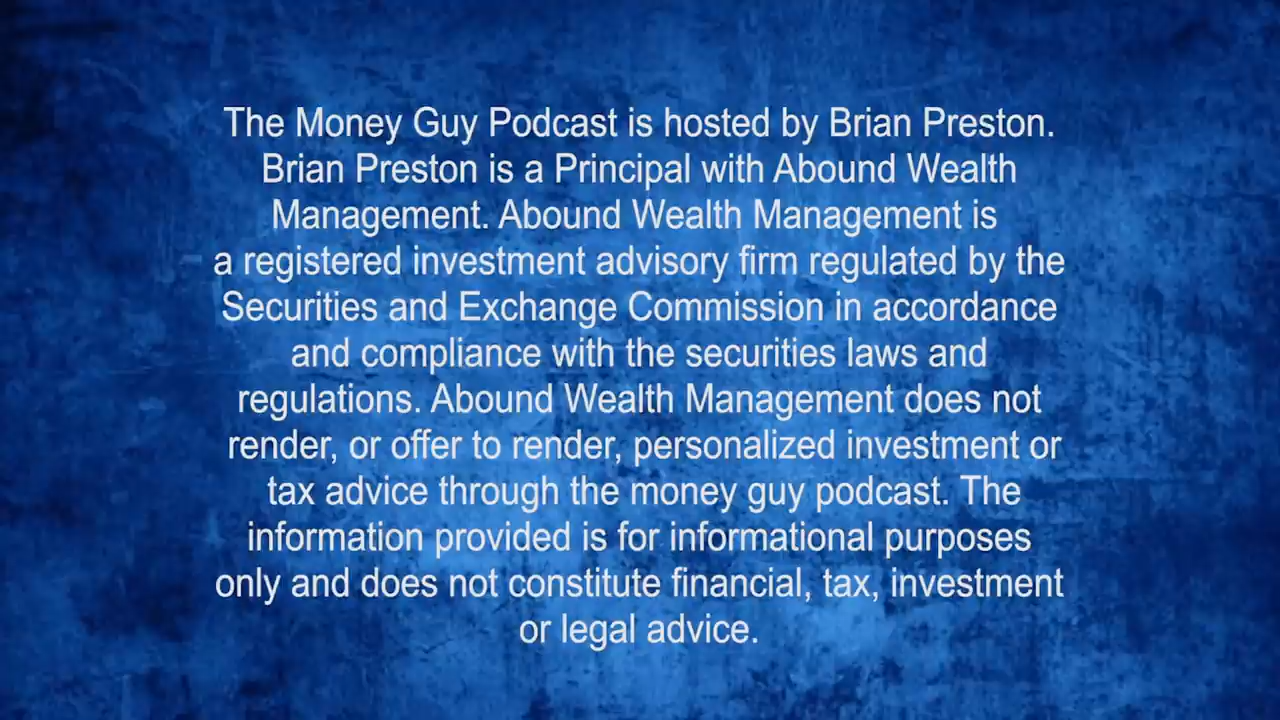 The Money Guy Podcast is hosted by Brian Preston.
Brian Preston is a Principal with Abound Wealth
Management. Abound Wealth Management is
a registered investment advisory firm regulated by the
Securities and Exchange Commission in accordance
and compliance with the securities laws and
regulations. Abound Wealth Management does not
render, or offer to render, personalized investment or
tax advice through the money guy podcast. The
information provided is for informational purposes
only and does not constitute financial, tax, investment
or legal advice.